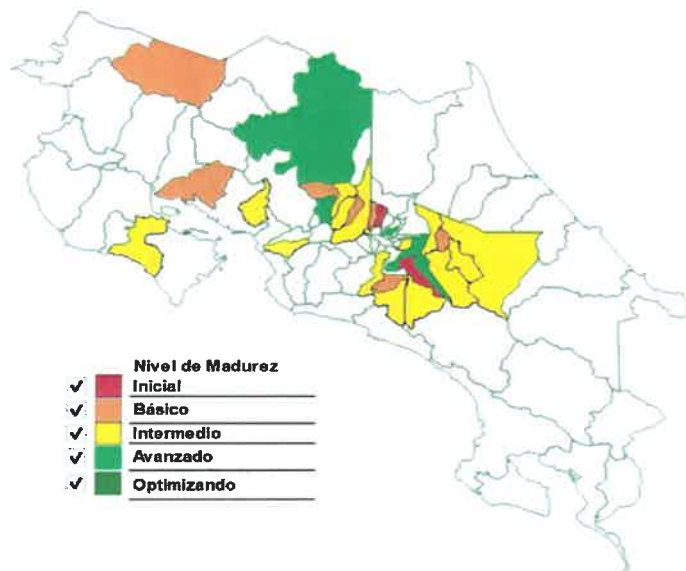 Nivel de Madurez
Inicial
Básico
Intermedio
Avanzado
Optimizando